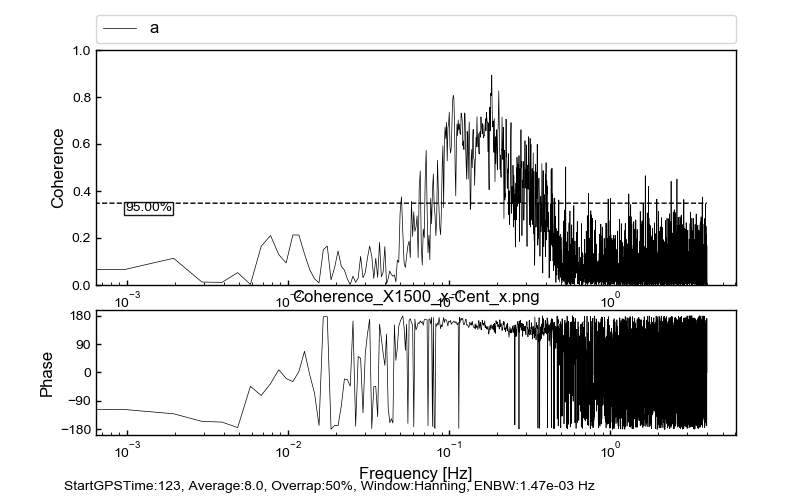 a
1.0
0.8
0.6
0.4
0.2
0.0
Coherence
95.00%
10⁻³ 10⁻² 10⁻¹ 10⁰
Coherence_X1500_x-Cent_x.png
180
90
0
−90
−180
Phase
10⁻³ 10⁻² 10⁻¹ 10⁰
Frequency [Hz]
StartGPSTime:123, Average:8.0, Overrap:50%, Window:Hanning, ENBW:1.47e-03 Hz